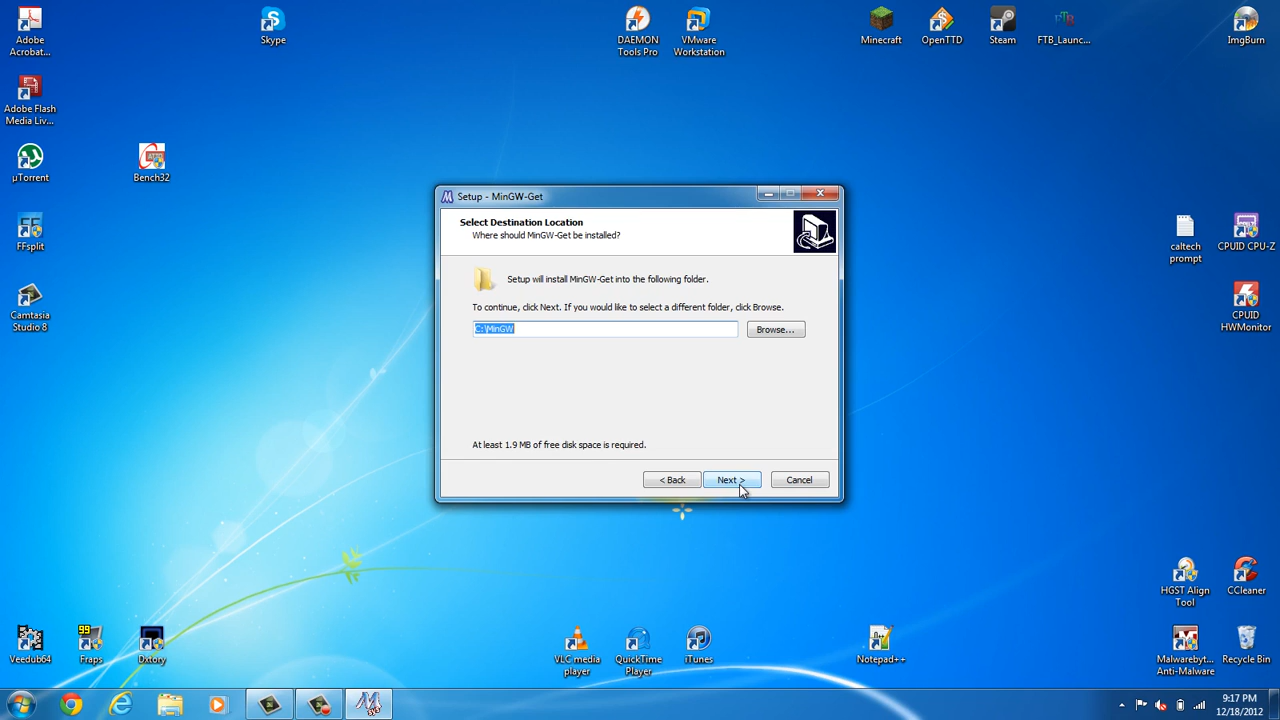 Adobe
Acrobat...
Skype
DAEMON
Tools Pro
VMware
Workstation
Minecraft
OpenTTD
Steam
FTB_Launc...
ImgBurn
Adobe Flash
Media Liv...
µTorrent
Bench32
FFsplit
Camtasia
Studio 8
caltech
prompt
CPUID CPU-Z
CPUID
HWMonitor
Setup - MinGW-Get
Select Destination Location
Where should MinGW-Get be installed?
Setup will install MinGW-Get into the following folder.
To continue, click Next. If you would like to select a different folder, click Browse.
C:\MinGW
Browse...
At least 1.9 MB of free disk space is required.
< Back
Next >
Cancel
HGST Align
Tool
CCleaner
Veedub64
99
Fraps
Dxtory
VLC media
player
QuickTime
Player
iTunes
Notepad++
Malwarebyt...
Anti-Malware
Recycle Bin
9:17 PM
12/18/2012